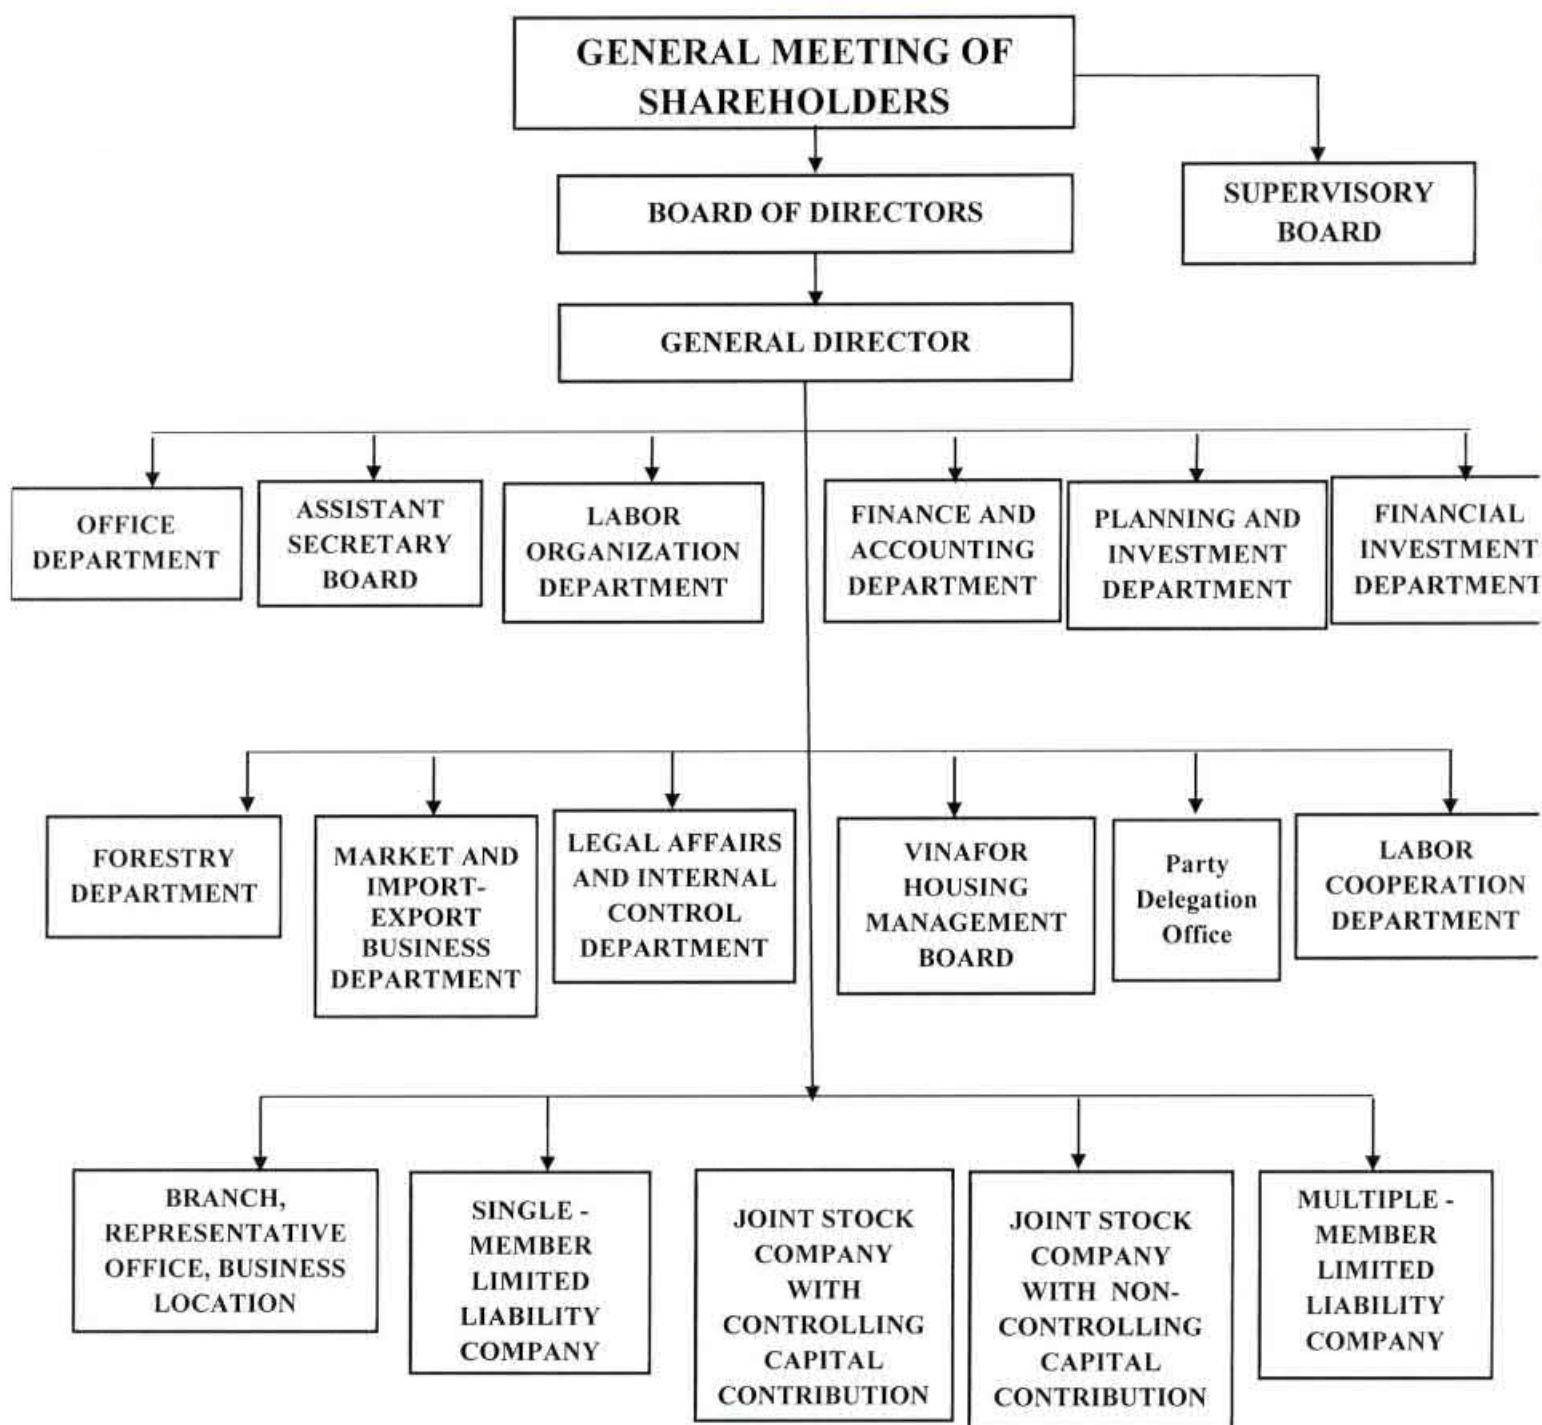 GENERAL MEETING OF
SHAREHOLDERS
BOARD OF DIRECTORS
SUPERVISORY
BOARD
GENERAL DIRECTOR
OFFICE
DEPARTMENT
ASSISTANT
SECRETARY
BOARD
LABOR
ORGANIZATION
DEPARTMENT
FINANCE AND
ACCOUNTING
DEPARTMENT
PLANNING AND
INVESTMENT
DEPARTMENT
FINANCIAL
INVESTMENT
DEPARTMENT
FORESTRY
DEPARTMENT
MARKET AND
IMPORT-
EXPORT
BUSINESS
DEPARTMENT
LEGAL AFFAIRS
AND INTERNAL
CONTROL
DEPARTMENT
VINAFOR
HOUSING
MANAGEMENT
BOARD
Party
Delegation
Office
LABOR
COOPERATION
DEPARTMENT
BRANCH,
REPRESENTATIVE
OFFICE, BUSINESS
LOCATION
SINGLE -
MEMBER
LIMITED
LIABILITY
COMPANY
JOINT STOCK
COMPANY
WITH
CONTROLLING
CAPITAL
CONTRIBUTION
JOINT STOCK
COMPANY
WITH NON-
CONTROLLING
CAPITAL
CONTRIBUTION
MULTIPLE -
MEMBER
LIMITED
LIABILITY
COMPANY